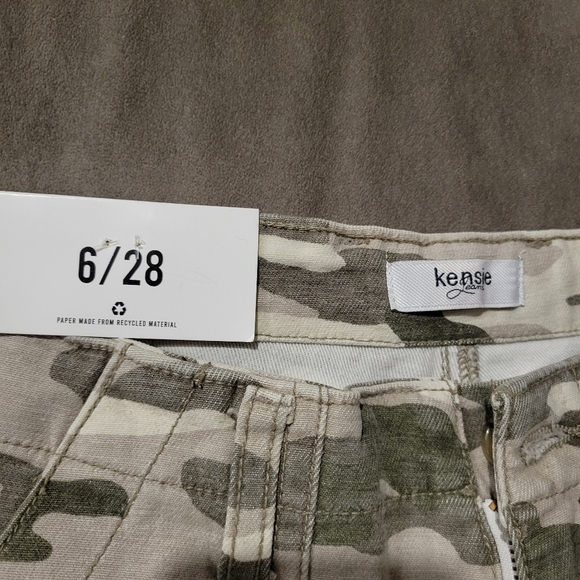 6/28
PAPER MADE FROM RECYCLED MATERIAL
kensie
Jeans